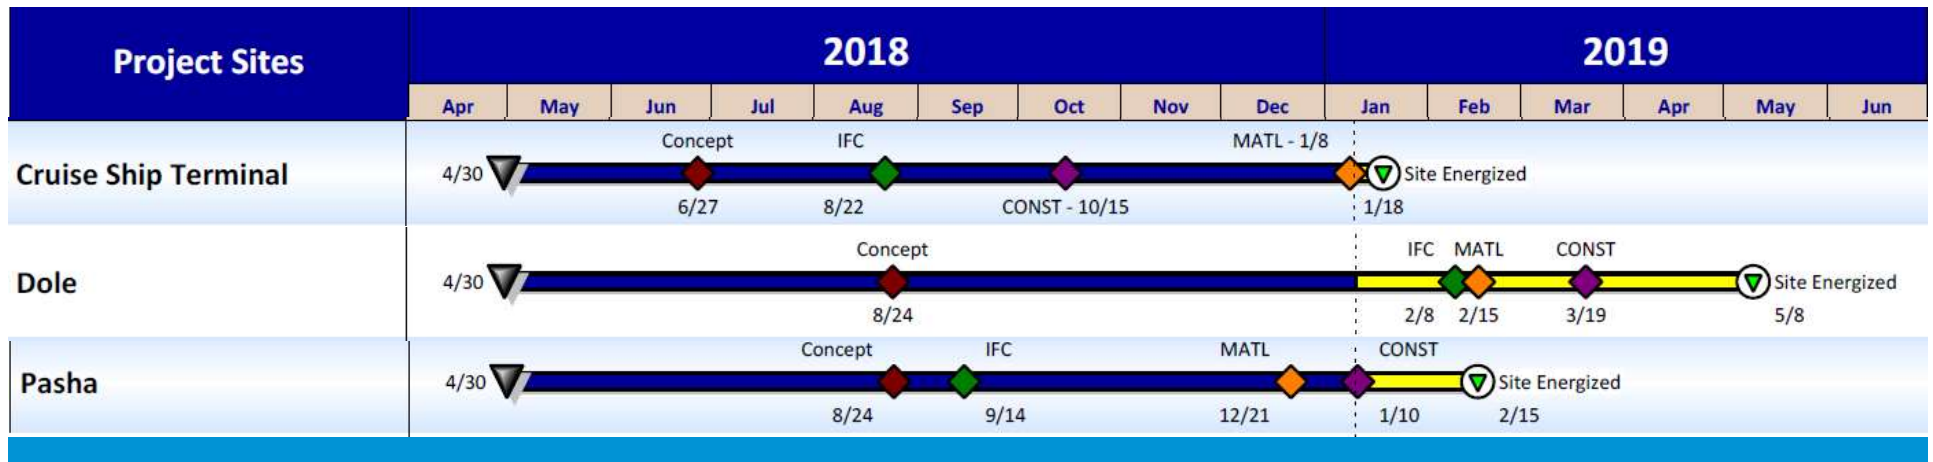 Project Sites
2018
2019
Apr May Jun Jul Aug Sep Oct Nov Dec Jan Feb Mar Apr May Jun
Concept IFC MATL - 1/8
Cruise Ship Terminal 4/30 Site Energized
6/27 8/22 CONST - 10/15 1/18
Concept IFC MATL CONST
Dole 4/30 Site Energized
8/24 2/8 2/15 3/19 5/8
Concept IFC MATL CONST
Pasha 4/30 Site Energized
8/24 9/14 12/21 1/10 2/15